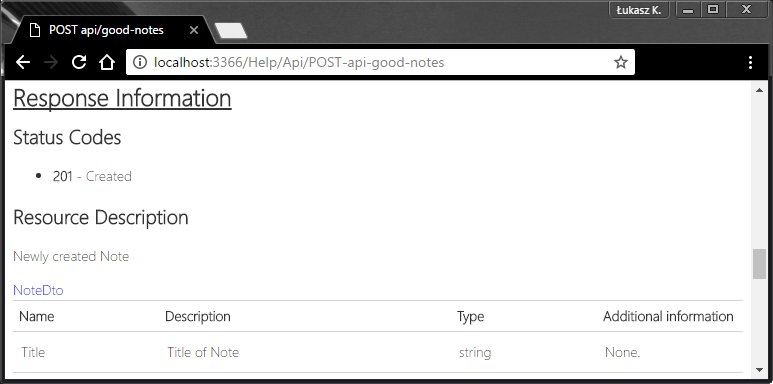 Łukasz K.
POST api/good-notes
localhost:3366/Help/Api/POST-api-good-notes
Response Information
Status Codes
201 - Created
Resource Description
Newly created Note
NoteDto
Name Description Type Additional information
Title Title of Note string None.